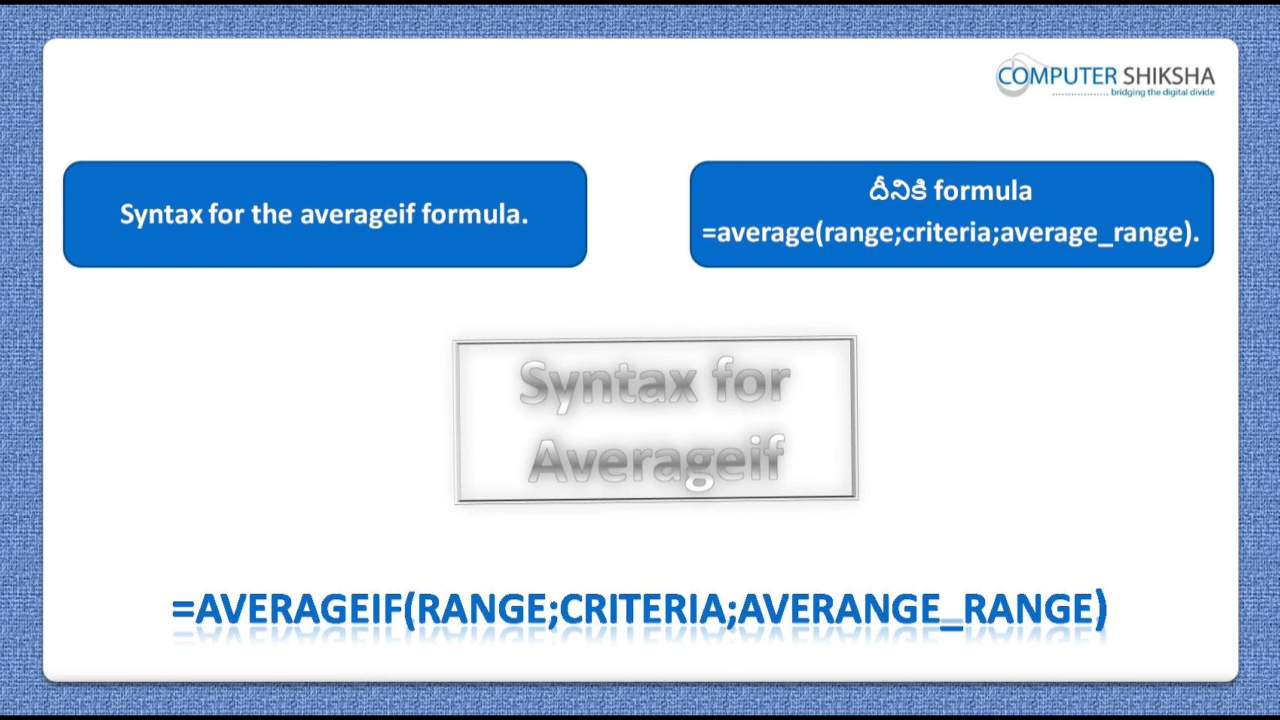 COMPUTER SHIKSHA
.................. bridging the digital divide
Syntax for the averageif formula.
దీనికి formula
=average(range;criteria;average_range).
Syntax for
Averageif
=AVERAGEIF(RANGE;CRITERIA;AVERANGE_RANGE)